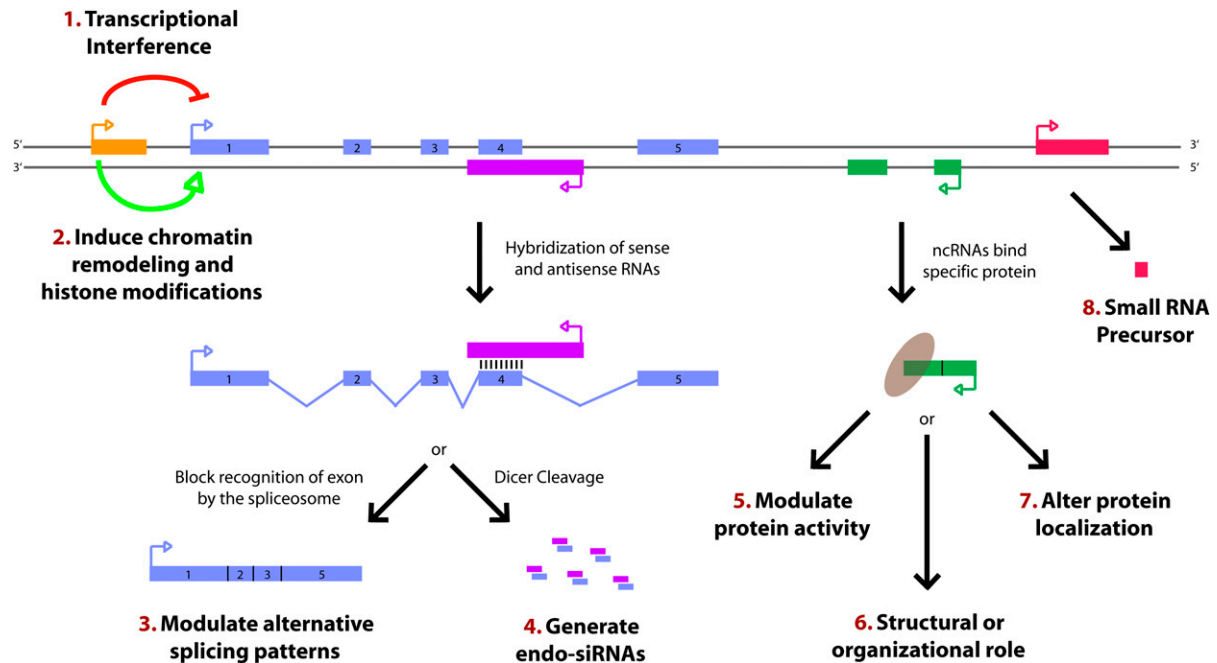 1. Transcriptional
Interference
5' 3'
1 2 3 4 5
3' 5'
2. Induce chromatin
remodeling and
histone modifications
Hybridization of sense
and antisense RNAs
ncRNAs bind
specific protein
8. Small RNA
Precursor
1 2 3 4 5
or
or
Block recognition of exon
by the spliceosome
Dicer Cleavage
5. Modulate
protein activity
7. Alter protein
localization
1 2 3 5
3. Modulate alternative
splicing patterns
4. Generate
endo-siRNAs
6. Structural or
organizational role